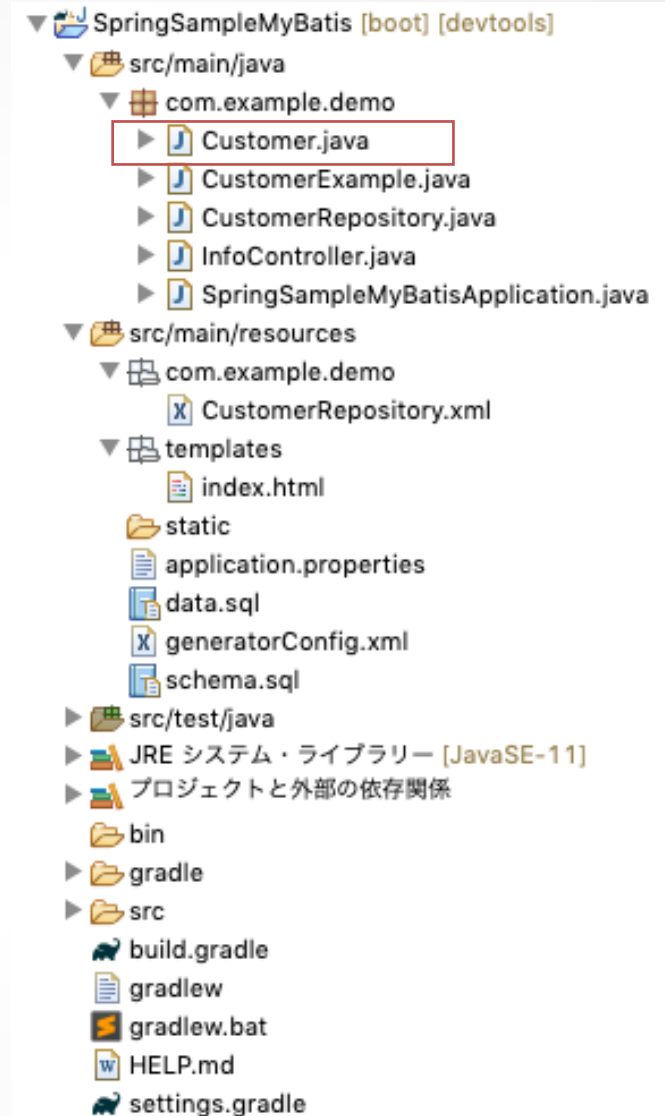 SpringSampleMyBatis [boot] [devtools]
src/main/java
com.example.demo
Customer.java
CustomerExample.java
CustomerRepository.java
InfoController.java
SpringSampleMyBatisApplication.java
src/main/resources
com.example.demo
CustomerRepository.xml
templates
index.html
static
application.properties
data.sql
generatorConfig.xml
schema.sql
src/test/java
JRE システム・ライブラリー [JavaSE-11]
プロジェクトと外部の依存関係
bin
gradle
src
build.gradle
gradlew
gradlew.bat
HELP.md
settings.gradle